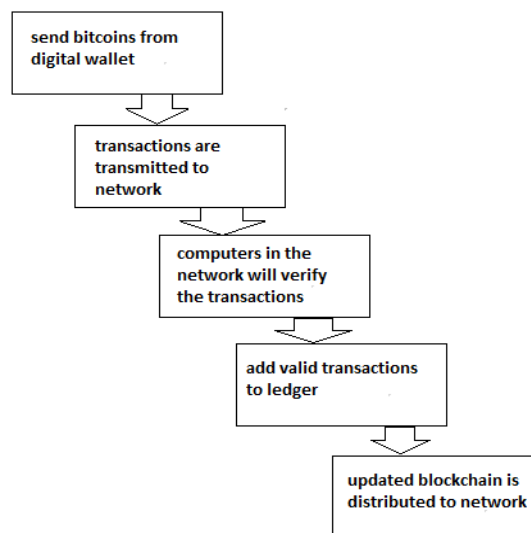 send bitcoins from
digital wallet
transactions are
transmitted to
network
computers in the
network will verify
the transactions
add valid transactions
to ledger
updated blockchain is
distributed to network